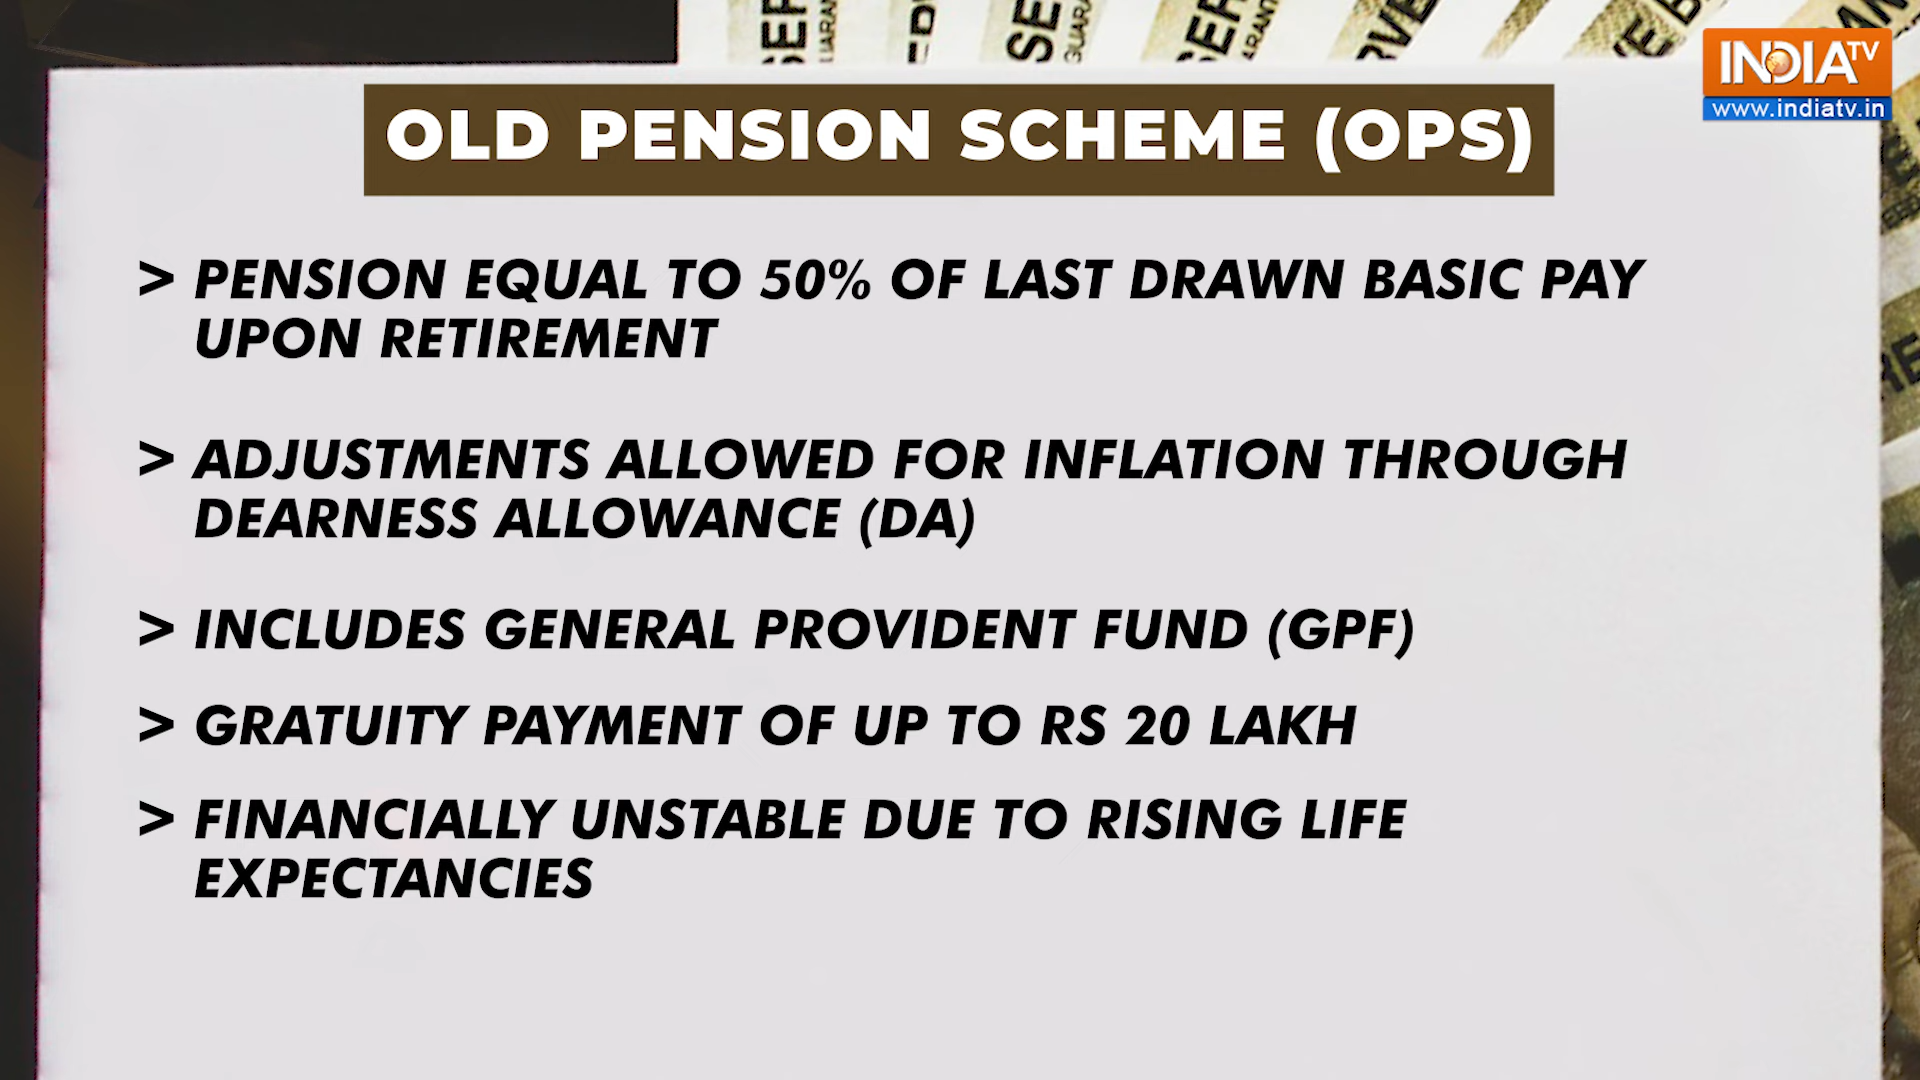 INDIA TV
www.indiatv.in
OLD PENSION SCHEME (OPS)
> PENSION EQUAL TO 50% OF LAST DRAWN BASIC PAY
UPON RETIREMENT
> ADJUSTMENTS ALLOWED FOR INFLATION THROUGH
DEARNESS ALLOWANCE (DA)
> INCLUDES GENERAL PROVIDENT FUND (GPF)
> GRATUITY PAYMENT OF UP TO RS 20 LAKH
> FINANCIALLY UNSTABLE DUE TO RISING LIFE
EXPECTANCIES